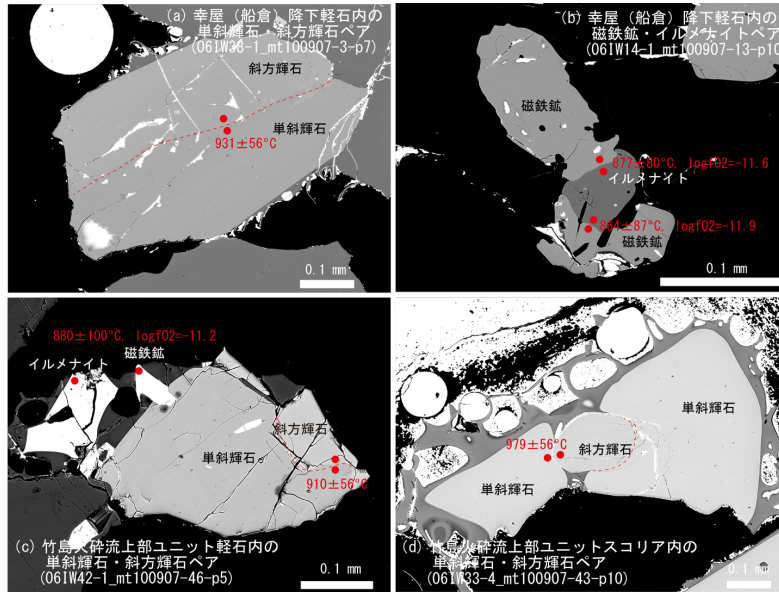 (a) 幸屋（船倉）降下軽石内の
単斜輝石・斜方輝石ペア
(06IW38-1_mt100907-3-p7)
斜方輝石
単斜輝石
931±56°C
0.1 mm
(b) 幸屋（船倉）降下軽石内の
磁鉄鉱・イルメナイトペア
(06IW14-1_mt100907-13-p10)
磁鉄鉱
877±80°C, logfO2=-11.6
イルメナイト
864±87°C, logfO2=-11.9
磁鉄鉱
0.1 mm
880±100°C, logfO2=-11.2
イルメナイト
磁鉄鉱
斜方輝石
単斜輝石
910±56°C
(c) 竹島火砕流上部ユニット軽石内の
単斜輝石・斜方輝石ペア
(06IW42-1_mt100907-46-p5)
0.1 mm
単斜輝石
979±56°C
斜方輝石
単斜輝石
(d) 竹島火砕流上部ユニットスコリア内の
単斜輝石・斜方輝石ペア
(06IW33-4_mt100907-43-p10)
0.1 mm